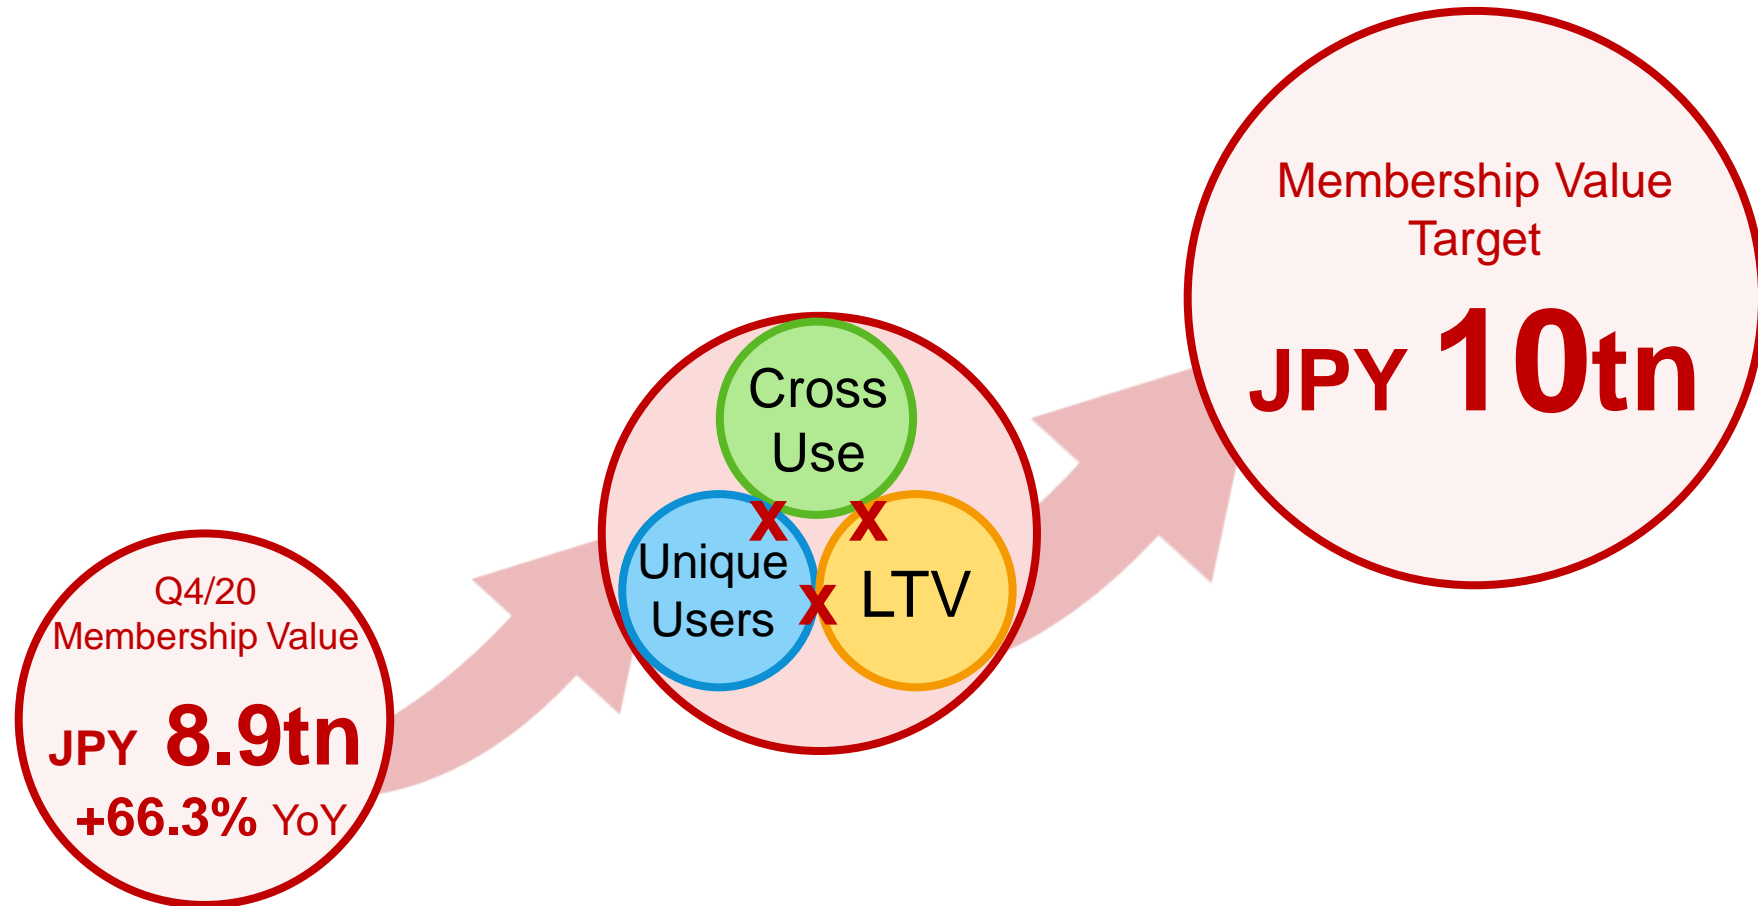 Q4/20
Membership Value
JPY 8.9tn
+66.3% YoY
Cross
Use
x x
Unique
Users
x
LTV
Membership Value
Target
JPY 10tn